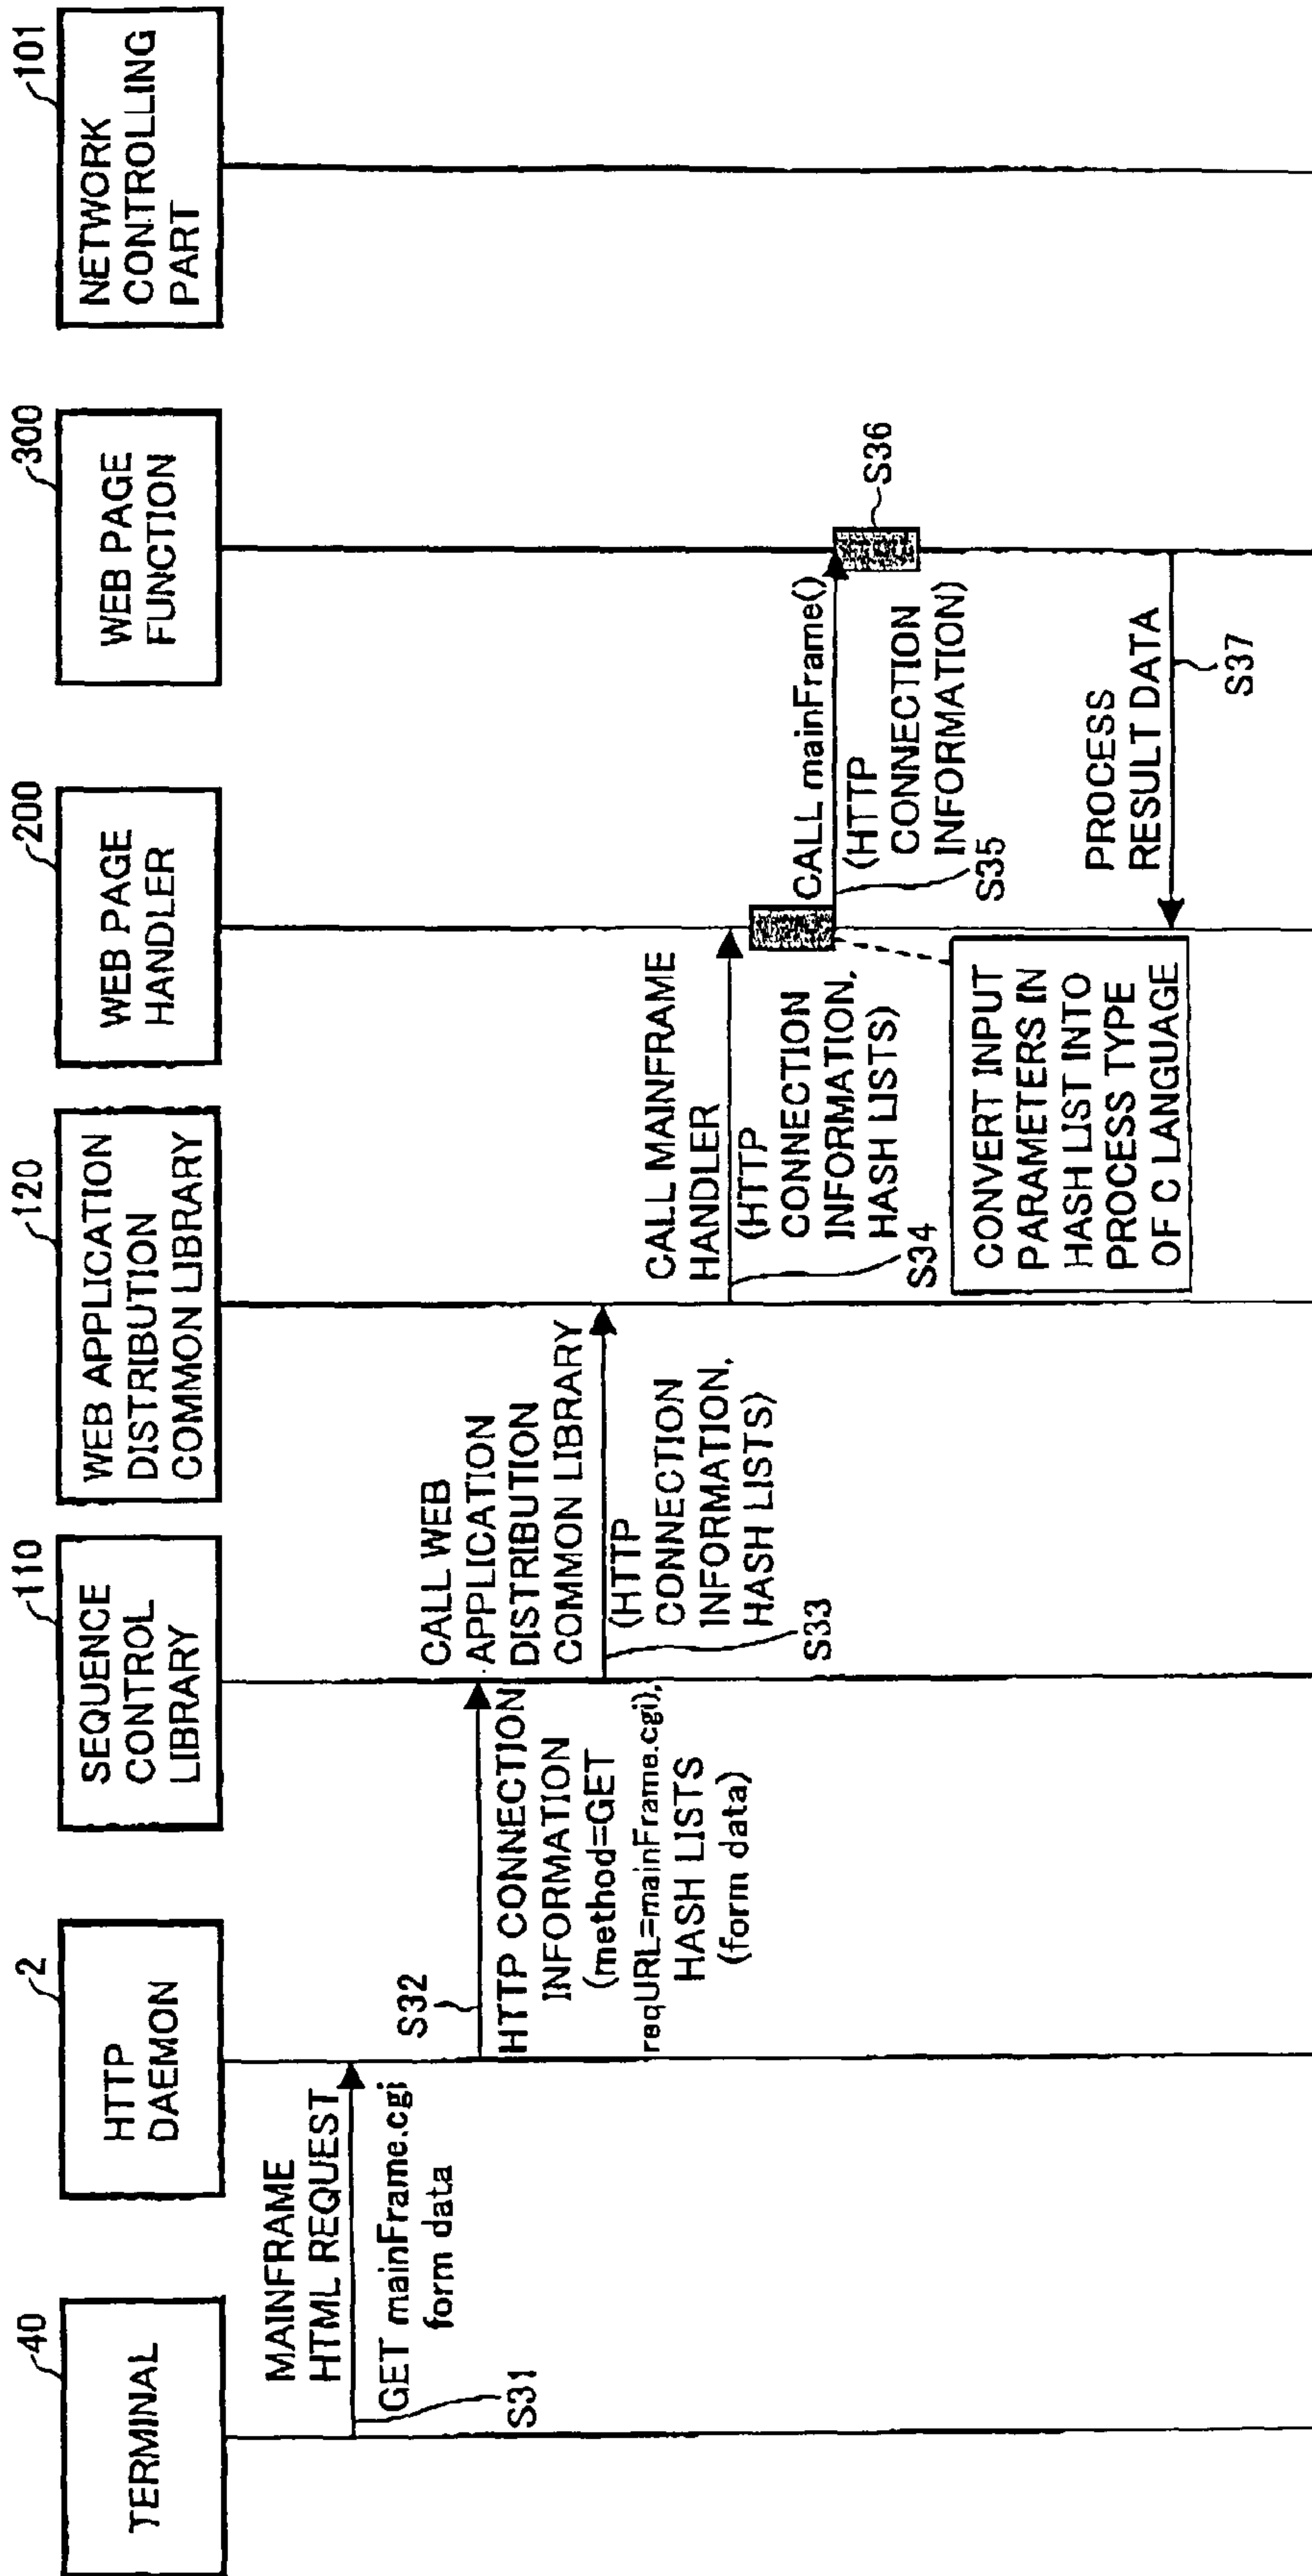 40
TERMINAL
2
HTTP
DAEMON
110
SEQUENCE
CONTROL
LIBRARY
120
WEB APPLICATION
DISTRIBUTION
COMMON LIBRARY
200
WEB PAGE
HANDLER
300
WEB PAGE
FUNCTION
101
NETWORK
CONTROLLING
PART
MAINFRAME
HTML REQUEST
GET mainFrame.cgi
form data
S31
S32
HTTP CONNECTION
INFORMATION
(method=GET
reqURL=mainFrame.cgi),
HASH LISTS
(form data)
CALL WEB
APPLICATION
DISTRIBUTION
COMMON LIBRARY
(HTTP
CONNECTION
INFORMATION,
HASH LISTS)
S33
CALL MAINFRAME
HANDLER
(HTTP
CONNECTION
INFORMATION,
HASH LISTS)
S34
CONVERT INPUT
PARAMETERS IN
HASH LIST INTO
PROCESS TYPE
OF C LANGUAGE
CALL mainFrame()
(HTTP
CONNECTION
INFORMATION)
S35
S36
PROCESS
RESULT DATA
S37